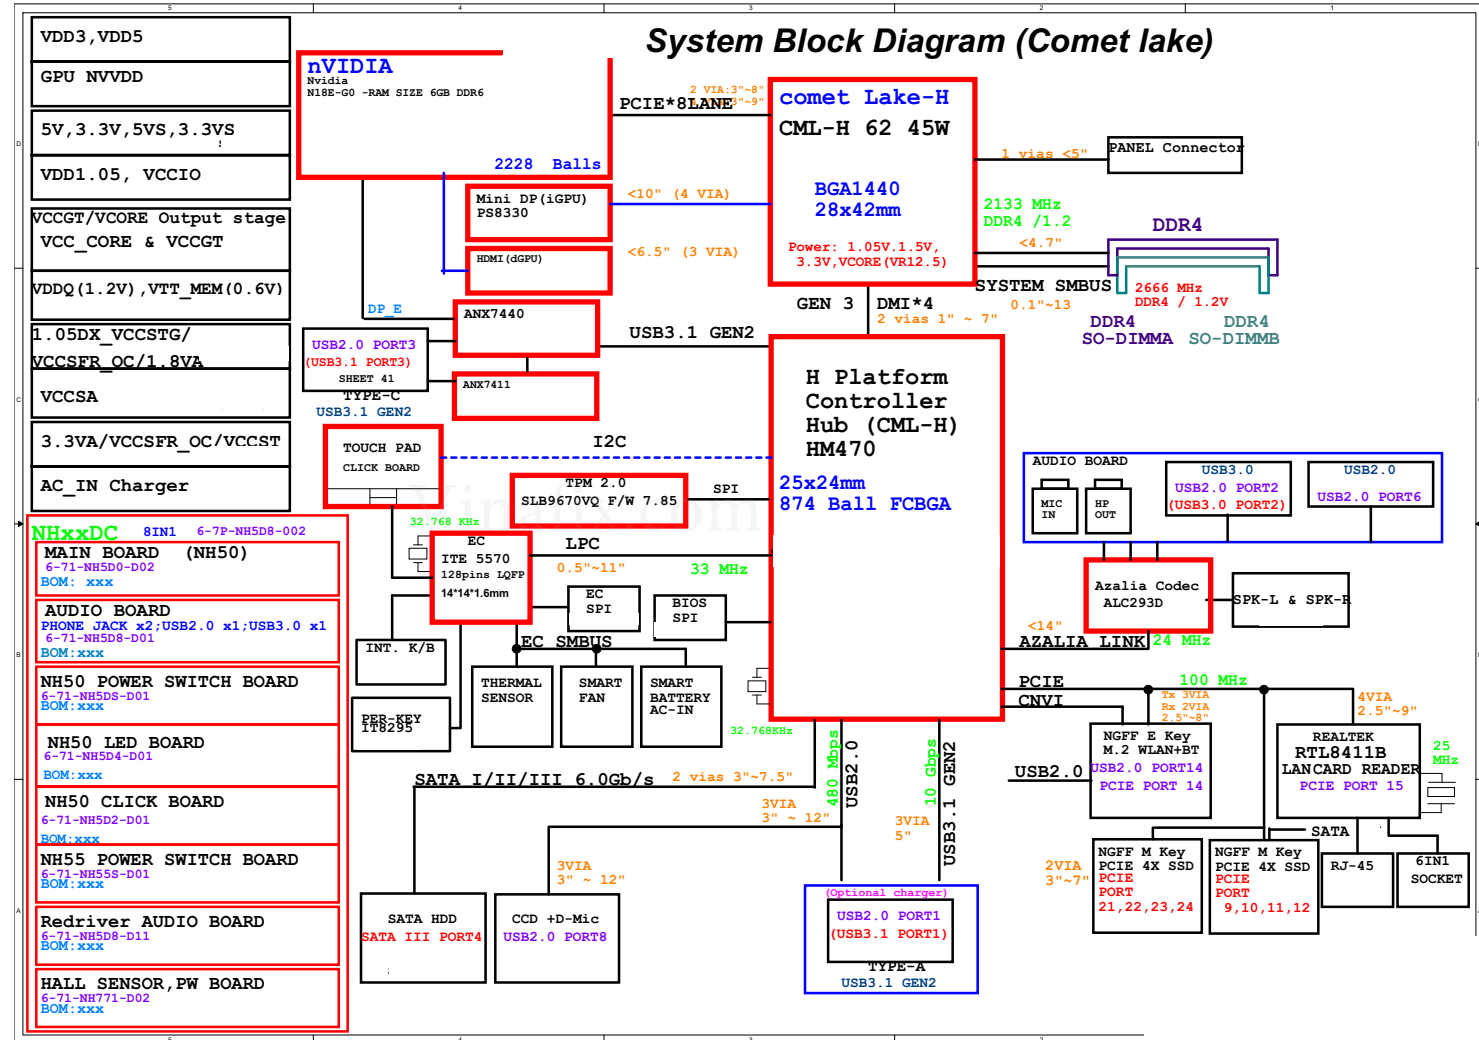 System Block Diagram (Comet lake)
VDD3,VDD5
GPU NVVDD
5V,3.3V,5VS,3.3VS
VDD1.05, VCCIO
VCCGT/VCORE Output stage
VCC_CORE & VCCGT
VDDQ(1.2V),VTT_MEM(0.6V)
1.05DX_VCCSTG/
VCCSFR_OC/1.8VA
VCCSA
3.3VA/VCCSFR_OC/VCCST
AC_IN Charger
NHxxDC 8IN1 6-7P-NH5D8-002
MAIN BOARD (NH50)
6-71-NH5D0-D02
BOM: xxx
AUDIO BOARD
PHONE JACK x2;USB2.0 x1;USB3.0 x1
6-71-NH5D8-D01
BOM:xxx
NH50 POWER SWITCH BOARD
6-71-NH5DS-D01
BOM:xxx
NH50 LED BOARD
6-71-NH5D4-D01
BOM:xxx
NH50 CLICK BOARD
6-71-NH5D2-D01
BOM:xxx
NH55 POWER SWITCH BOARD
6-71-NH55S-D01
BOM:xxx
Redriver AUDIO BOARD
6-71-NH5D8-D11
BOM:xxx
HALL SENSOR,PW BOARD
6-71-NH771-D02
BOM:xxx
nVIDIA
Nvidia
N18E-G0 -RAM SIZE 6GB DDR6
2228 Balls
2 VIA:3"~8"
PCIE*8LANE
comet Lake-H
CML-H 62 45W
BGA1440
28x42mm
Power: 1.05V.1.5V,
3.3V,VCORE(VR12.5)
1 vias <5"
PANEL Connector
2133 MHz
DDR4 /1.2
<4.7"
DDR4
SYSTEM SMBUS
0.1"~13
2666 MHz
DDR4 / 1.2V
DDR4
SO-DIMMA
DDR4
SO-DIMMB
Mini DP(iGPU)
PS8330
<10" (4 VIA)
HDMI(dGPU)
<6.5" (3 VIA)
GEN 3 DMI*4
2 vias 1" ~ 7"
DP_E
ANX7440
USB3.1 GEN2
USB2.0 PORT3
(USB3.1 PORT3)
SHEET 41
TYPE-C
USB3.1 GEN2
ANX7411
H Platform
Controller
Hub (CML-H)
HM470
25x24mm
874 Ball FCBGA
TOUCH PAD
CLICK BOARD
I2C
TPM 2.0
SLB9670VQ F/W 7.85
SPI
Vinafix.com
32.768 KHz
EC
ITE 5570
128pins LQFP
14*14*1.6mm
LPC
0.5"~11"
33 MHz
EC
SPI
BIOS
SPI
INT. K/B
EC SMBUS
THERMAL
SENSOR
SMART
FAN
SMART
BATTERY
AC-IN
PER-KEY
IT8295
32.768KHz
AUDIO BOARD
MIC
IN
HP
OUT
USB3.0
USB2.0 PORT2
(USB3.0 PORT2)
USB2.0
USB2.0 PORT6
Azalia Codec
ALC293D
SPK-L & SPK-R
<14"
AZALIA LINK
24 MHz
PCIE
100 MHz
CNVI
Tx 3VIA
Rx 2VIA
2.5"~8"
4VIA
2.5"~9"
NGFF E Key
M.2 WLAN+BT
USB2.0 PORT14
PCIE PORT 14
USB2.0
REALTEK
RTL8411B
LANCARD READER
PCIE PORT 15
25
MHz
SATA
2VIA
3"~7"
NGFF M Key
PCIE 4X SSD
PCIE
PORT
21,22,23,24
NGFF M Key
PCIE 4X SSD
PCIE
PORT
9,10,11,12
RJ-45
6IN1
SOCKET
SATA I/II/III 6.0Gb/s
2 vias 3"~7.5"
480 Mbps
USB2.0
10 Gbps
USB3.1 GEN2
3VIA
3" ~ 12"
3VIA
5"
3VIA
3" ~ 12"
SATA HDD
SATA III PORT4
CCD +D-Mic
USB2.0 PORT8
(Optional charger)
USB2.0 PORT1
(USB3.1 PORT1)
TYPE-A
USB3.1 GEN2